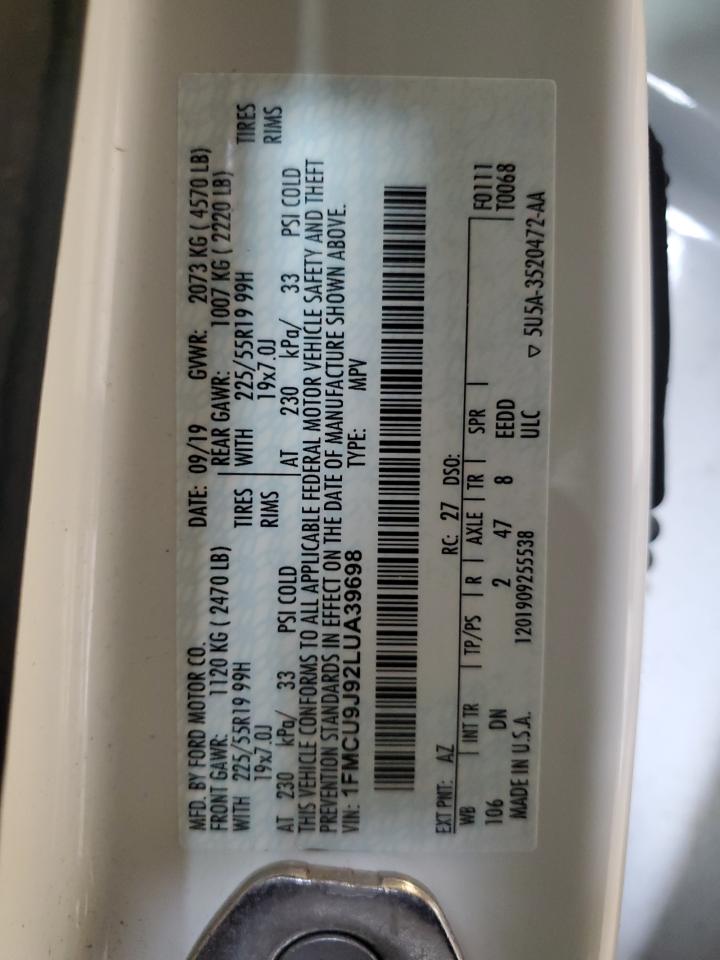 MFD. BY FORD MOTOR CO. DATE: 09/19 GVWR: 2073 KG ( 4570 LB)
FRONT GAWR: 1120 KG ( 2470 LB) REAR GAWR: 1007 KG ( 2220 LB)
WITH 225/55R19 99H TIRES WITH 225/55R19 99H TIRES
19x7.0J RIMS 19x7.0J RIMS
AT 230 kPa/ 33 PSI COLD AT 230 kPa/ 33 PSI COLD
THIS VEHICLE CONFORMS TO ALL APPLICABLE FEDERAL MOTOR VEHICLE SAFETY AND THEFT
PREVENTION STANDARDS IN EFFECT ON THE DATE OF MANUFACTURE SHOWN ABOVE.
VIN: 1FMCU9J92LUA39698 TYPE: MPV
EXT PNT: AZ RC: 27 DSO: F0111
WB INT TR TP/PS R AXLE TR SPR T0068
106 DN 2 47 8 EEDD
MADE IN U.S.A. 1201909255538 ULC ▽ 5U5A-3520472-AA